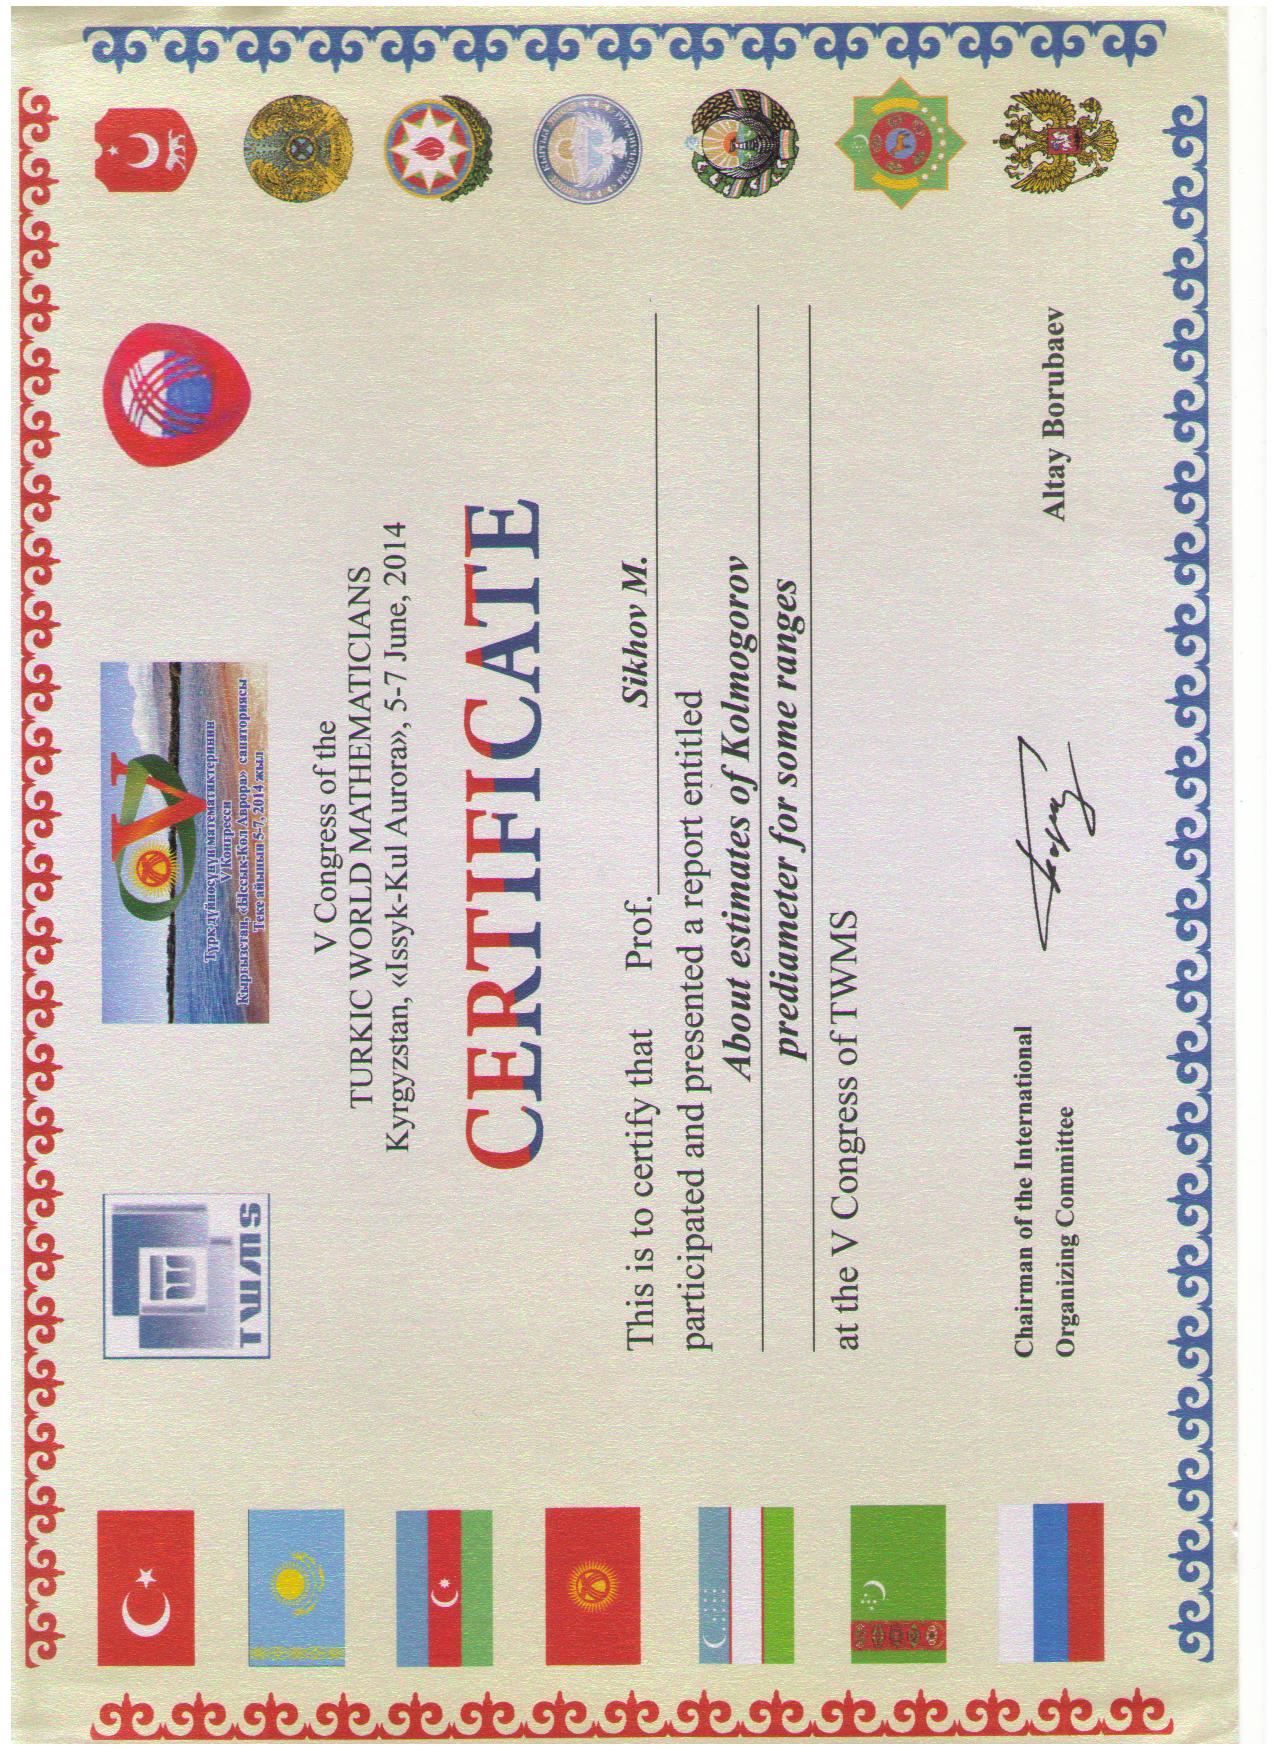 TWMS
Түрк дүйнөсүнүн математиктеринин
V Конгресси
Кыргызстан, «Ыссык-Көл Аврора» санаториясы
Теке айынын 5-7, 2014 жыл
V Congress of the
TURKIC WORLD MATHEMATICIANS
Kyrgyzstan, «Issyk-Kul Aurora», 5-7 June, 2014
CERTIFICATE
This is to certify that Prof. Sikhov M.
participated and presented a report entitled
About estimates of Kolmogorov
prediameter for some ranges
at the V Congress of TWMS
Chairman of the International
Organizing Committee
Altay Borubaev